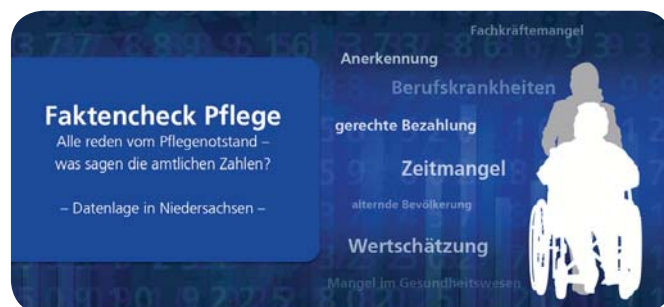 Faktencheck Pflege
Alle reden vom Pflegenotstand –
was sagen die amtlichen Zahlen?
– Datenlage in Niedersachsen –
Fachkräftemangel
Anerkennung
Berufskrankheiten
gerechte Bezahlung
Zeitmangel
alternde Bevölkerung
Wertschätzung
Mangel im Gesundheitswesen